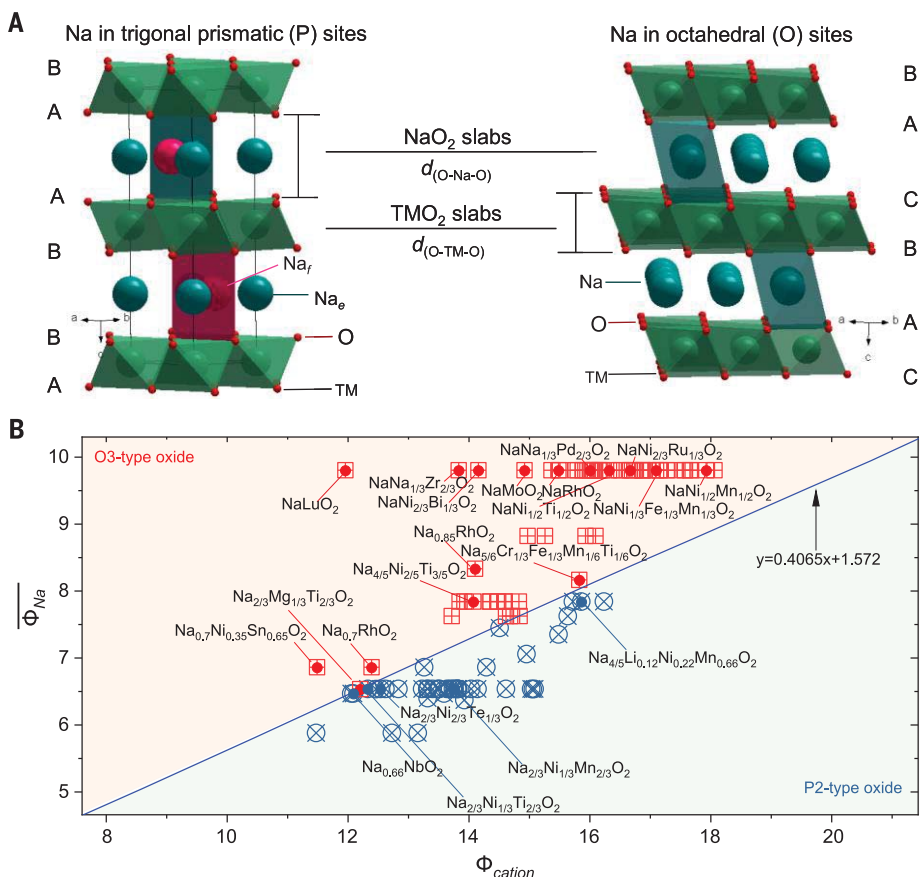 A
Na in trigonal prismatic (P) sites
Na in octahedral (O) sites
B
A
A
B
B
A
NaO₂ slabs
d(O-Na-O)
TMO₂ slabs
d(O-TM-O)
Na_f
Na_e
O
TM
a
b
c
Na
O
TM
a
b
c
B
A
C
B
A
C
B
O3-type oxide
NaLuO₂
NaNa₁/₃Zr₂/₃O₂
NaNi₂/₃Bi₁/₃O₂
NaNa₁/₃Pd₂/₃O₂
NaNi₂/₃Ru₁/₃O₂
NaMoO₂
NaRhO₂
NaNi₁/₂Mn₁/₂O₂
NaNi₁/₂Ti₁/₂O₂
NaNi₁/₃Fe₁/₃Mn₁/₃O₂
Na₀.₈₅RhO₂
Na₅/₆Cr₁/₃Fe₁/₃Mn₁/₆Ti₁/₆O₂
y=0.4065x+1.572
Na₄/₅Ni₂/₅Ti₃/₅O₂
Na₂/₃Mg₁/₃Ti₂/₃O₂
Na₀.₇Ni₀.₃₅Sn₀.₆₅O₂
Na₀.₇RhO₂
Na₄/₅Li₀.₁₂Ni₀.₂₂Mn₀.₆₆O₂
Na₂/₃Ni₂/₃Te₁/₃O₂
Na₀.₆₆NbO₂
Na₂/₃Ni₁/₃Mn₂/₃O₂
Na₂/₃Ni₁/₃Ti₂/₃O₂
P2-type oxide
10
9
8
7
6
5
Φ_Na
8 10 12 14 16 18 20
Φ_cation